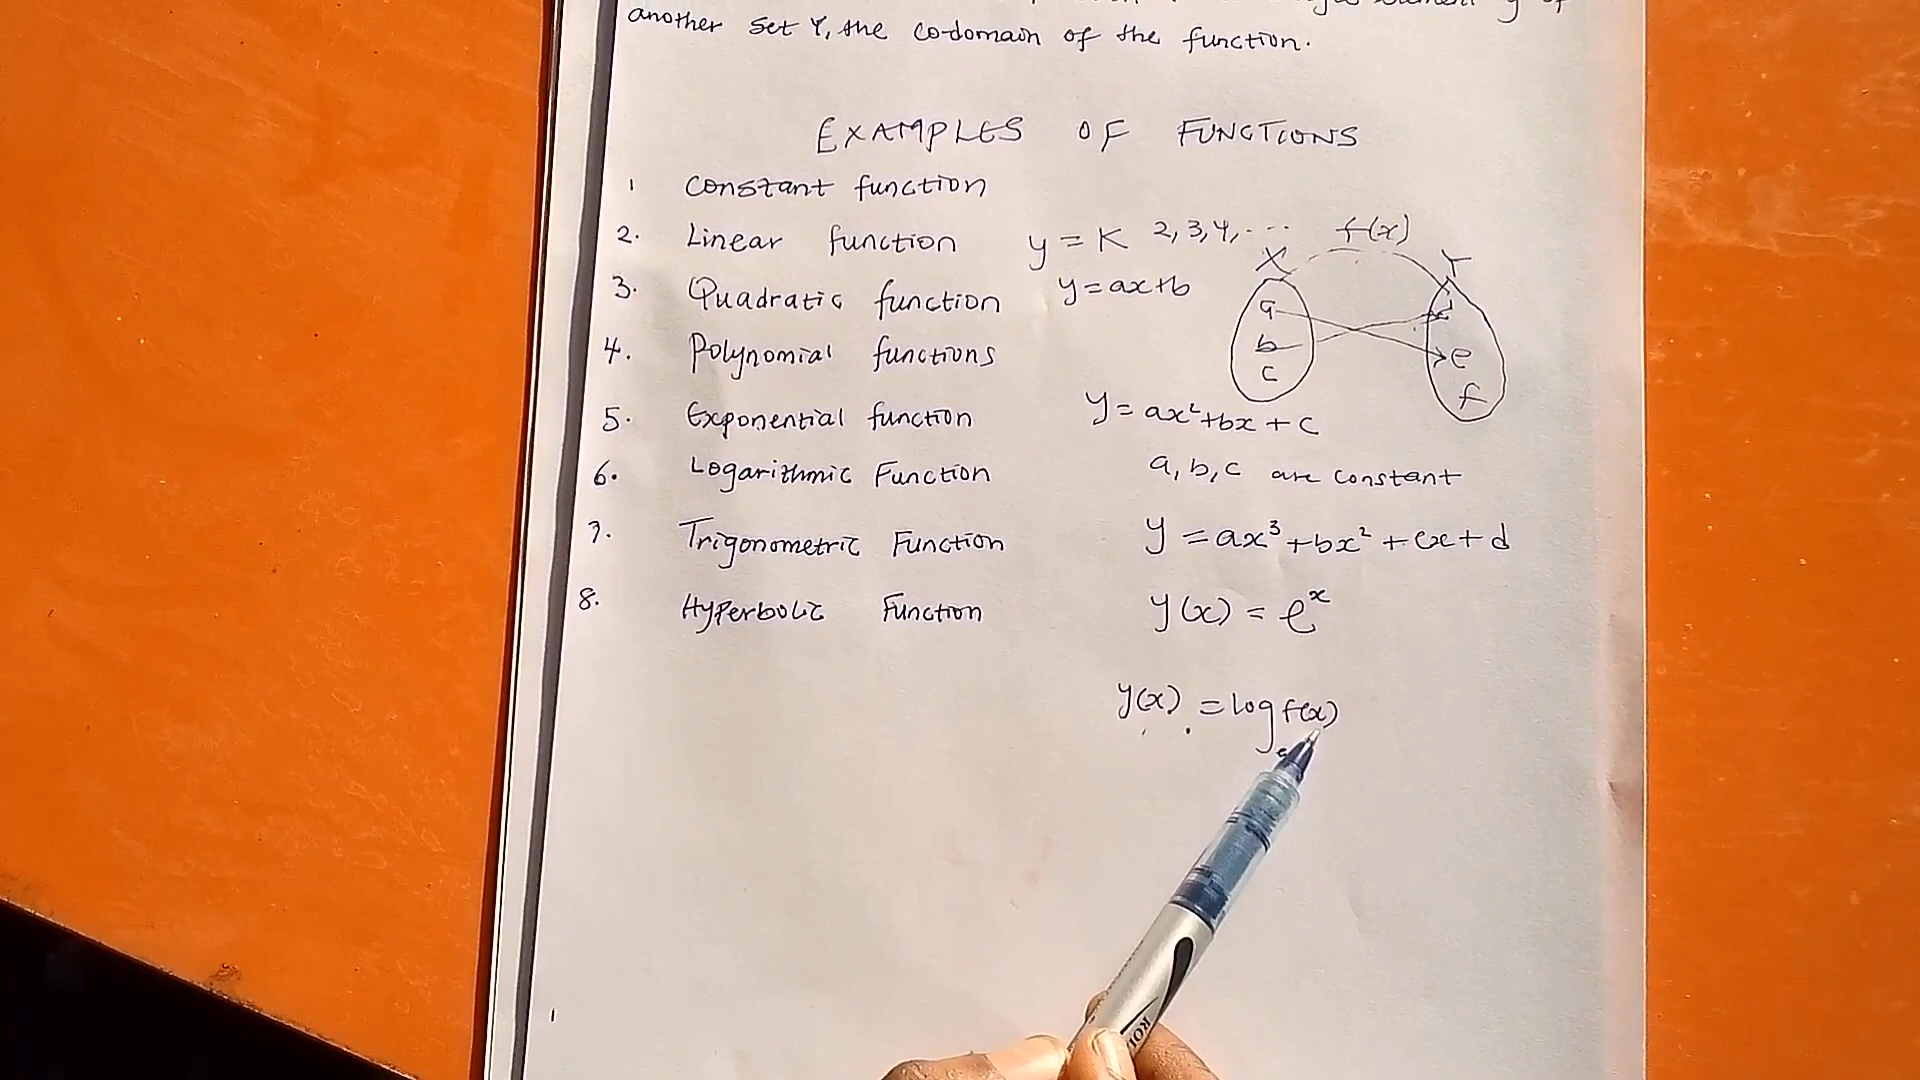 element y of
another set Y, the co-domain of the function.
EXAMPLES OF FUNCTIONS
1 Constant function
2. Linear function
y = K 2, 3, 4, ... f(x)
X Y
3. Quadratic function
y = ax+b
a
b e
c f
4. Polynomial functions
5. Exponential function
y = ax²+bx + c
6. Logarithmic Function
a, b, c are constant
7. Trigonometric Function
y = ax³ + bx² + cx + d
8. Hyperbolic Function
y(x) = e^x
y(x) = log f(x)